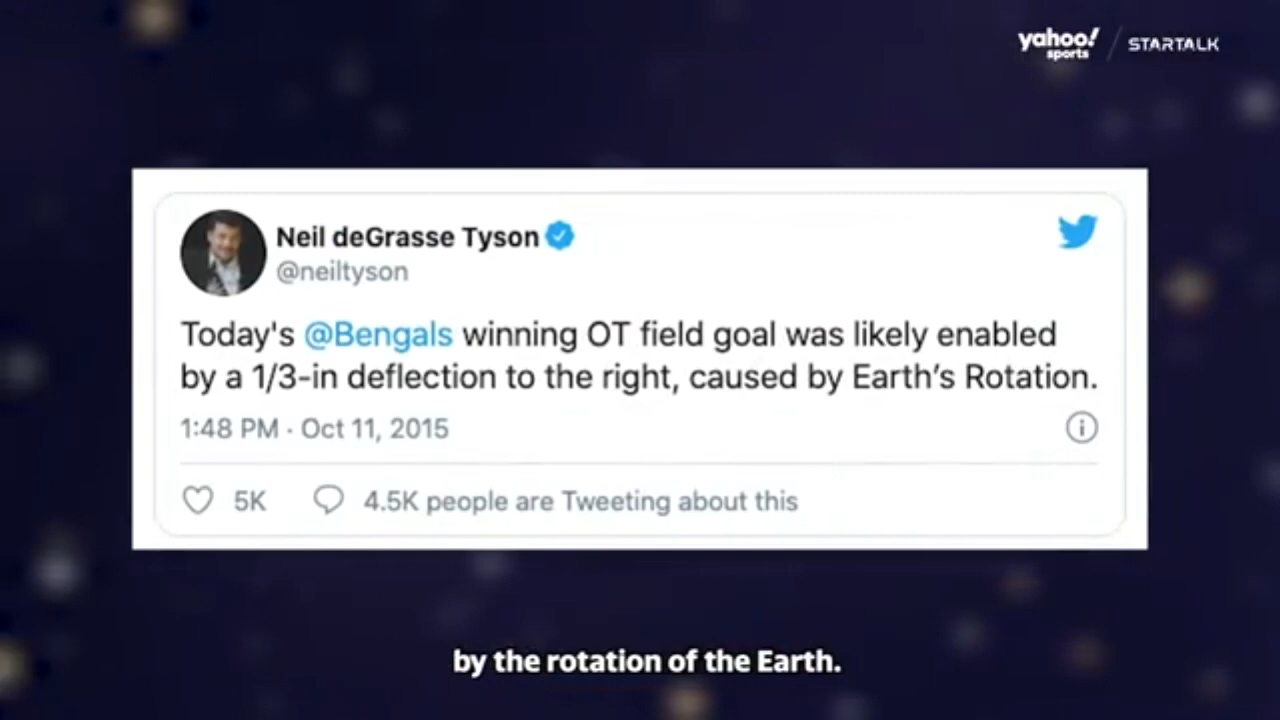 yahoo! / STARTALK
sports
Neil deGrasse Tyson
@neiltyson
Today's @Bengals winning OT field goal was likely enabled
by a 1/3-in deflection to the right, caused by Earth’s Rotation.
1:48 PM · Oct 11, 2015
5K 4.5K people are Tweeting about this
by the rotation of the Earth.